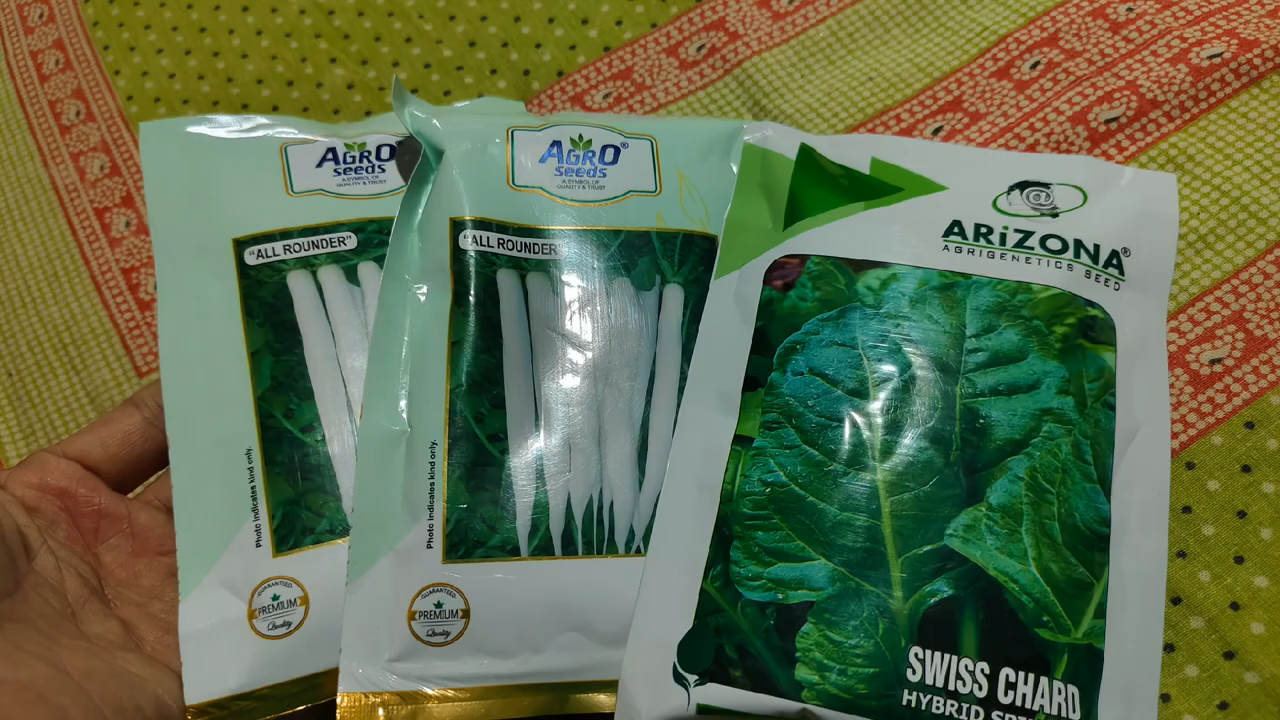 AGRO
seeds
A SYMBOL OF
QUALITY & TRUST
"ALL ROUNDER"
Photo indicates kind only.
GUARANTEED
PREMIUM
Quality
AGRO®
seeds
A SYMBOL OF
QUALITY & TRUST
"ALL ROUNDER"
Photo indicates kind only.
GUARANTEED
PREMIUM
Quality
@
ARiZONA®
AGRIGENETICS SEED
SWISS CHARD
HYBRID